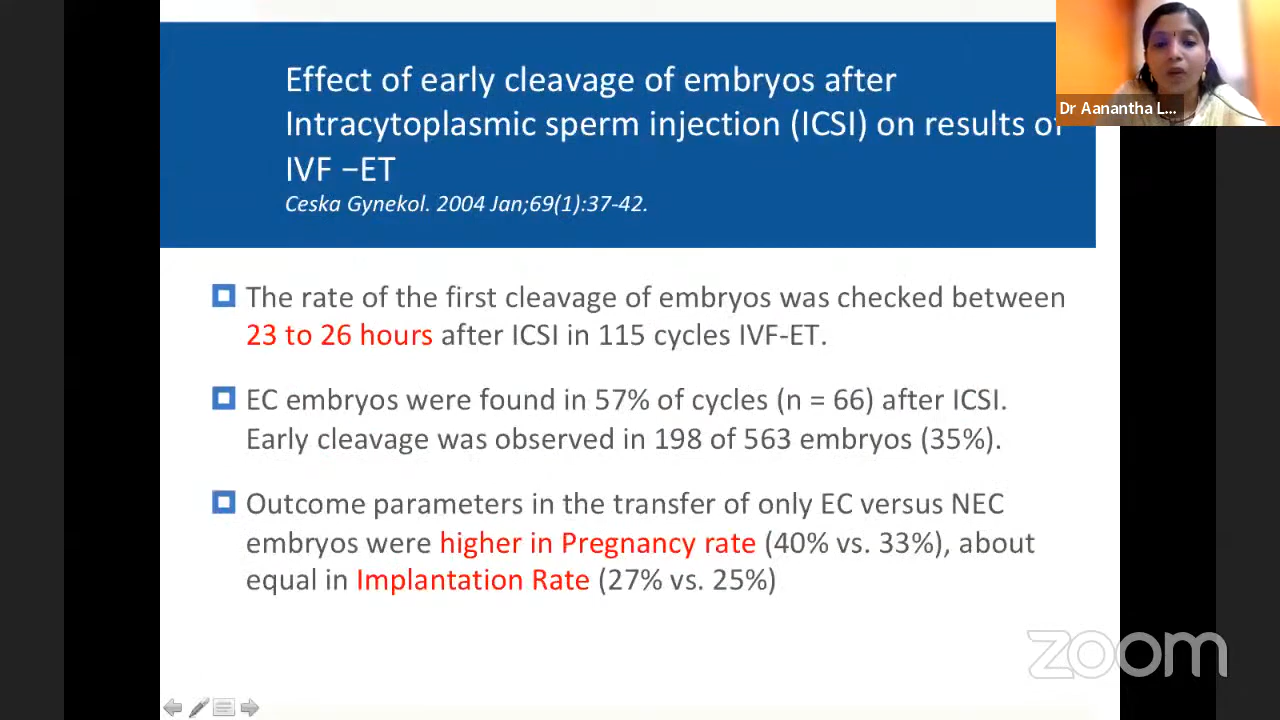 Effect of early cleavage of embryos after
Intracytoplasmic sperm injection (ICSI) on results of
IVF –ET
Ceska Gynekol. 2004 Jan;69(1):37-42.
Dr Aanantha L...
The rate of the first cleavage of embryos was checked between
23 to 26 hours after ICSI in 115 cycles IVF-ET.
EC embryos were found in 57% of cycles (n = 66) after ICSI.
Early cleavage was observed in 198 of 563 embryos (35%).
Outcome parameters in the transfer of only EC versus NEC
embryos were higher in Pregnancy rate (40% vs. 33%), about
equal in Implantation Rate (27% vs. 25%)
zoom